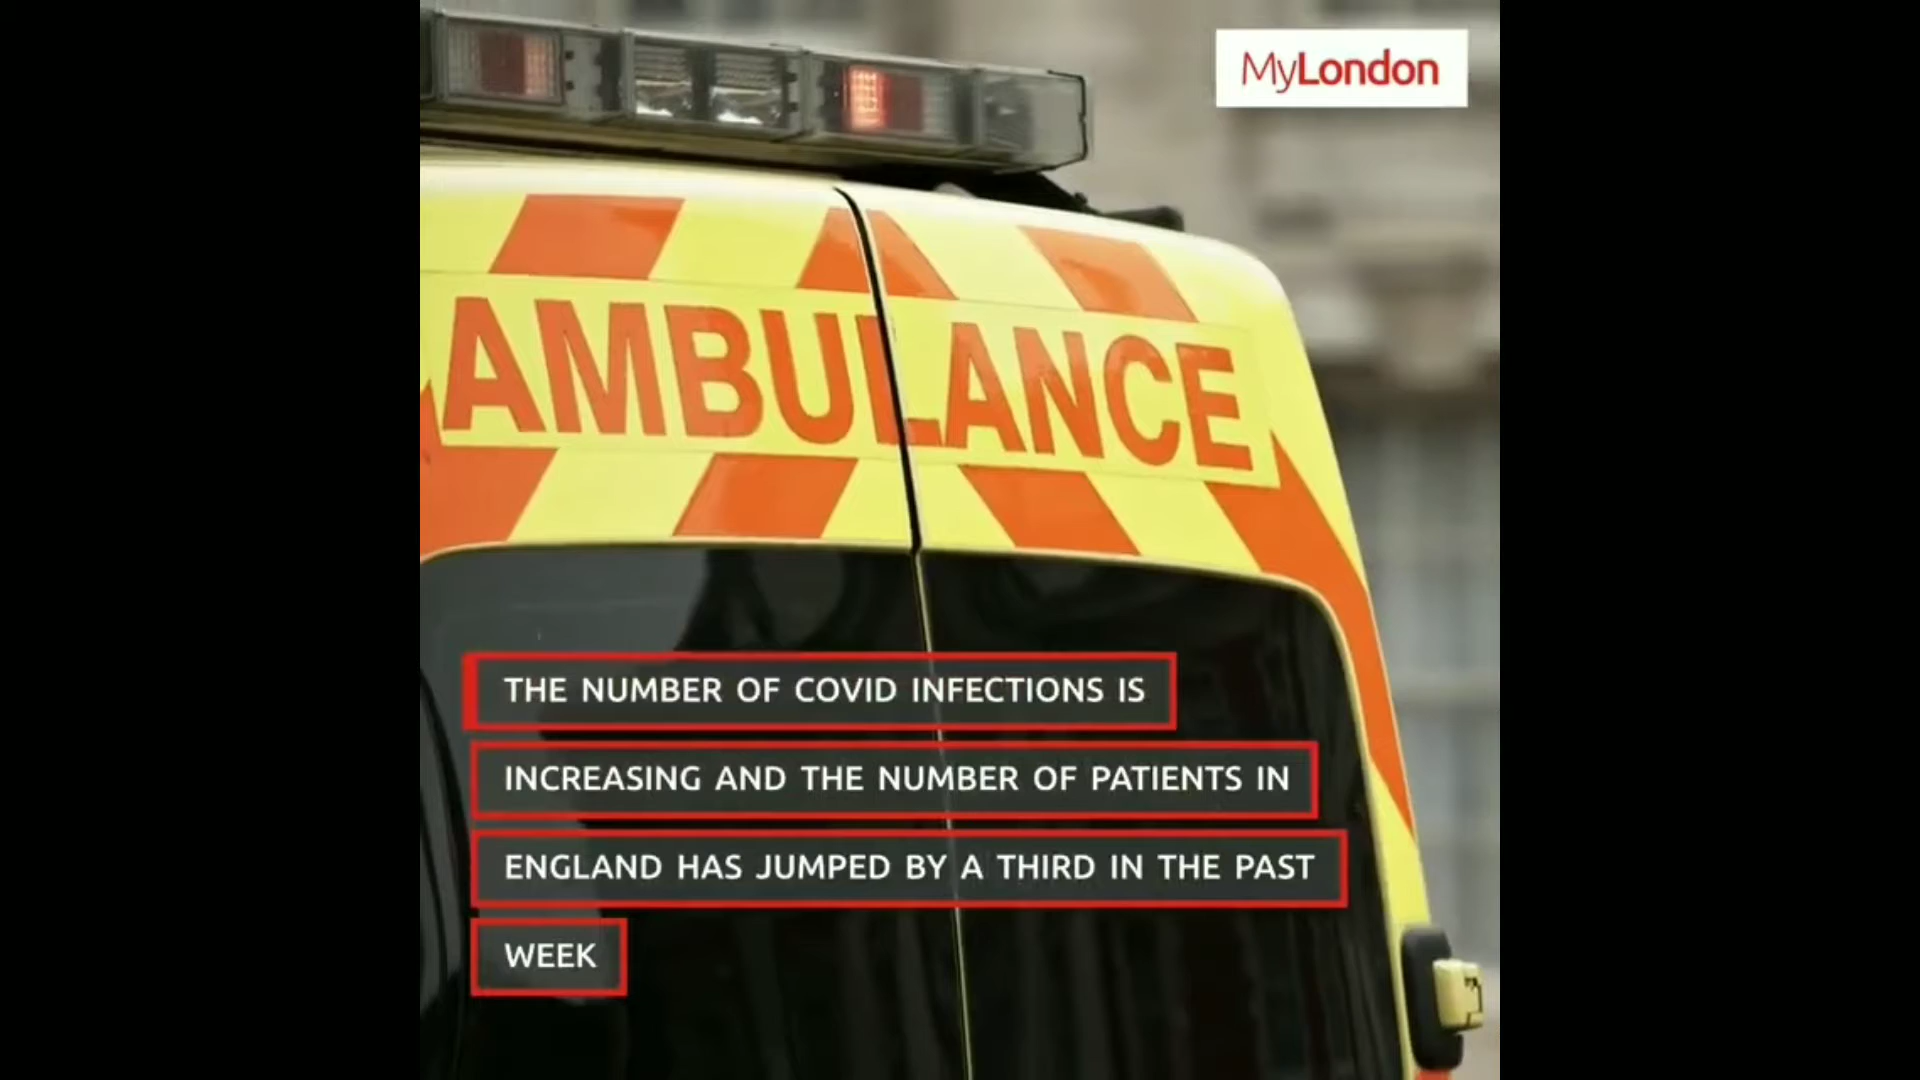 MyLondon
AMBULANCE
THE NUMBER OF COVID INFECTIONS IS
INCREASING AND THE NUMBER OF PATIENTS IN
ENGLAND HAS JUMPED BY A THIRD IN THE PAST
WEEK